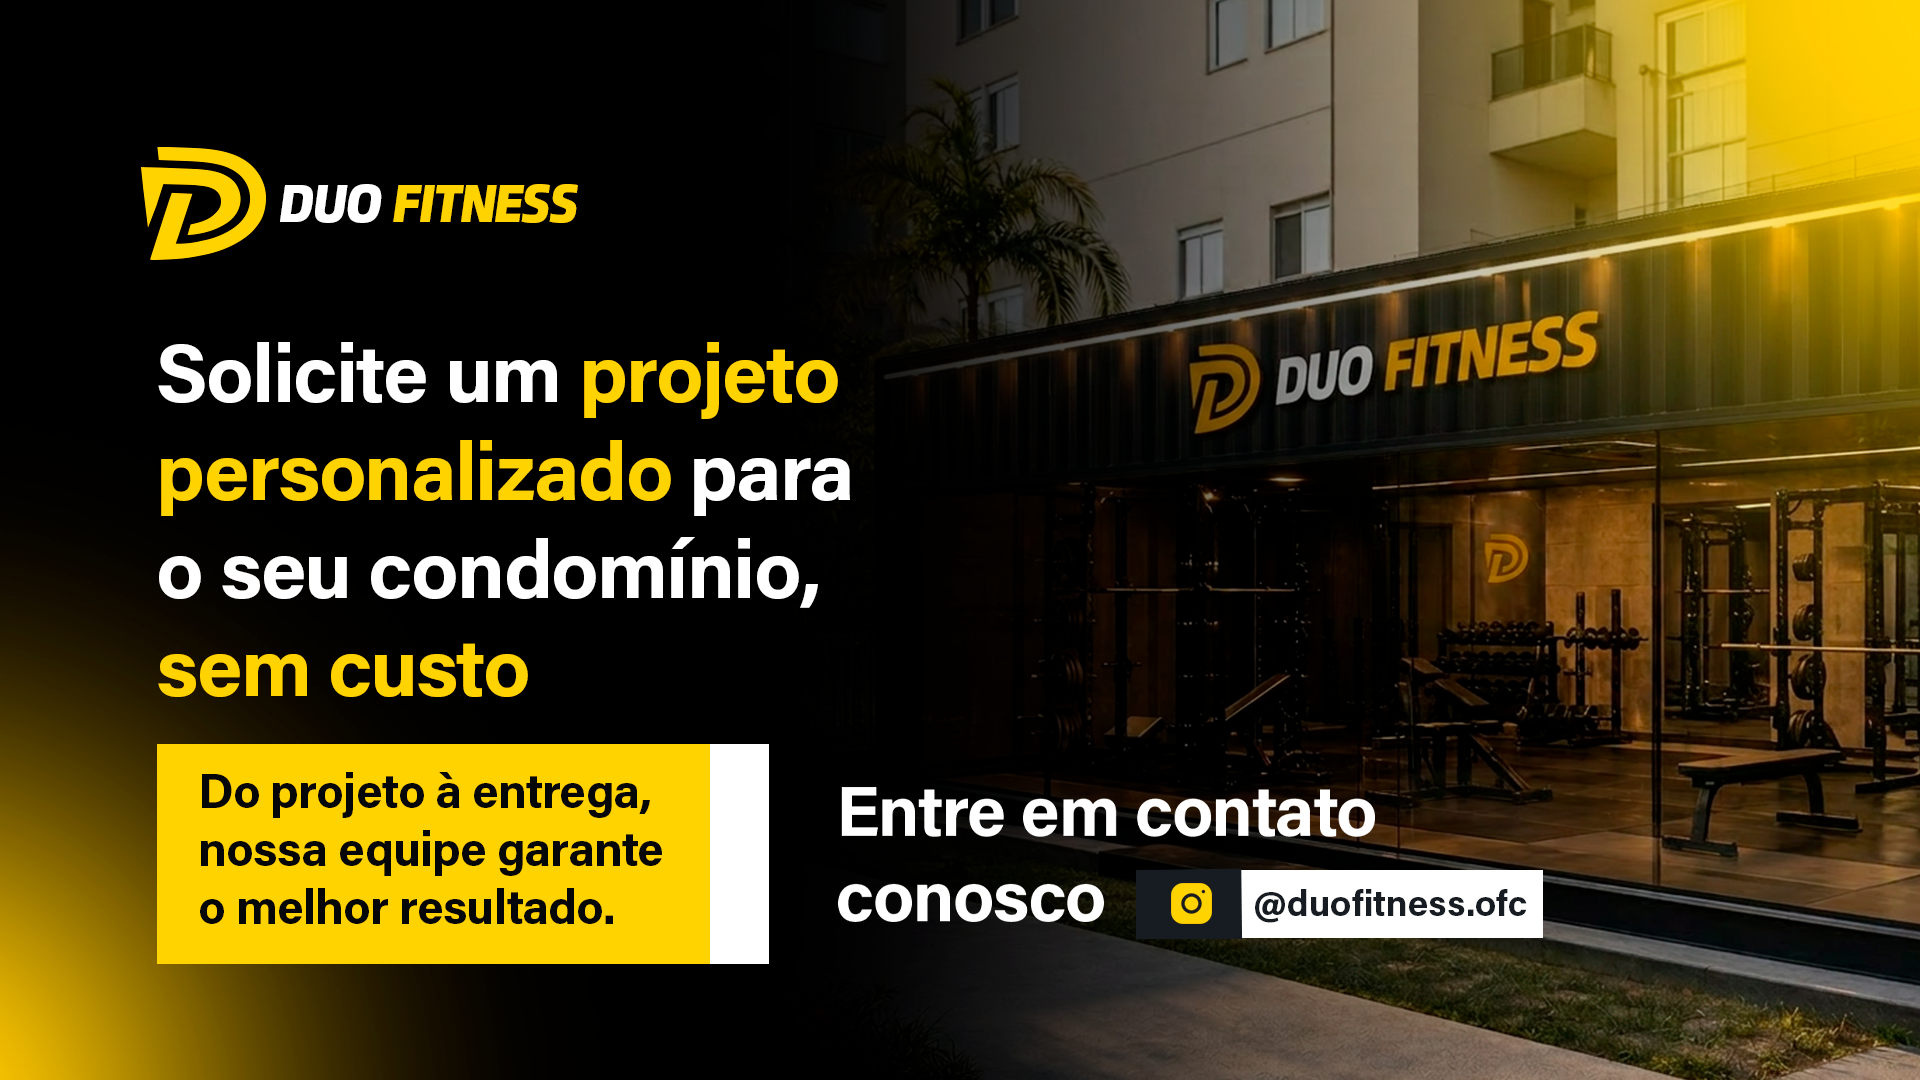 DUO FITNESS
Solicite um projeto
personalizado para
o seu condomínio,
sem custo
Do projeto à entrega,
nossa equipe garante
o melhor resultado.
DUO FITNESS
Entre em contato
conosco @duofitness.ofc